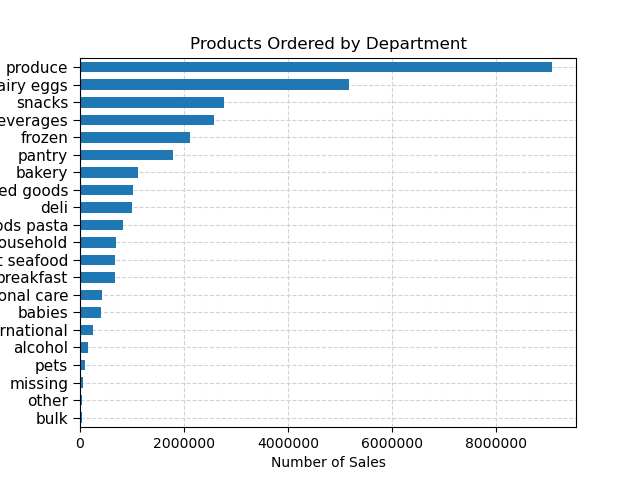 Products Ordered by Department
produce
airy eggs
snacks
everages
frozen
pantry
bakery
ed goods
deli
ods pasta
ousehold
t seafood
breakfast
onal care
babies
rnational
alcohol
pets
missing
other
bulk
0 2000000 4000000 6000000 8000000
Number of Sales